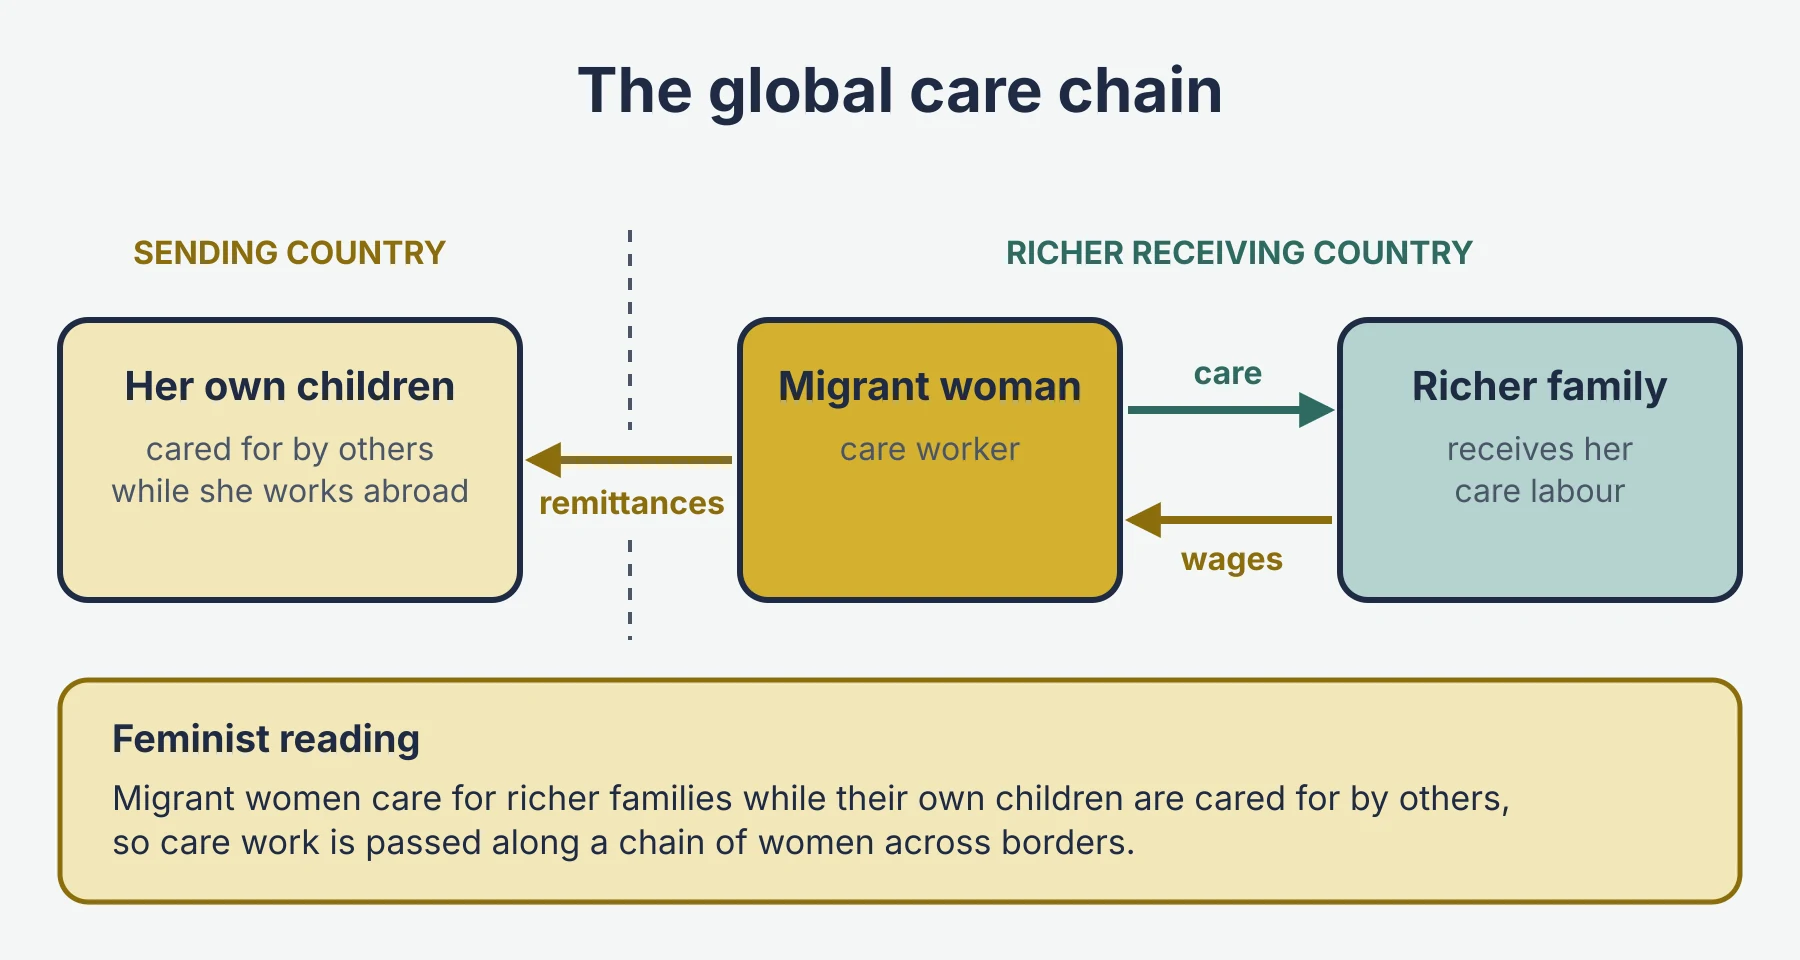 The global care chain
SENDING COUNTRY
RICHER RECEIVING COUNTRY
Her own children
cared for by others
while she works abroad
remittances
Migrant woman
care worker
care
wages
Richer family
receives her
care labour
Feminist reading
Migrant women care for richer families while their own children are cared for by others,
so care work is passed along a chain of women across borders.